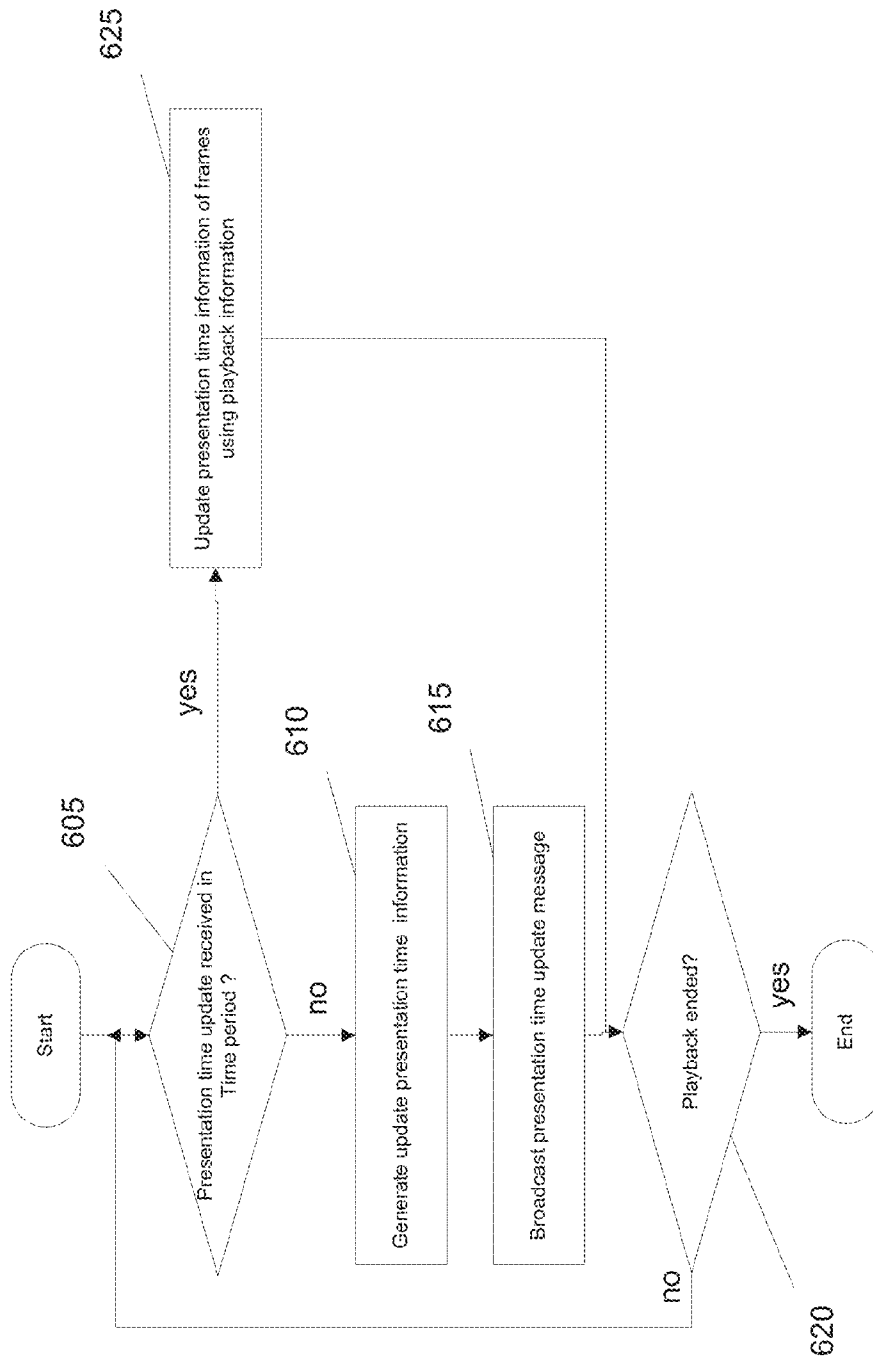 Start
605
Presentation time update received in
Time period ?
yes
625
Update presentation time information of frames
using playback information
no
610
Generate update presentation time information
615
Broadcast presentation time update message
Playback ended?
no
620
yes
End